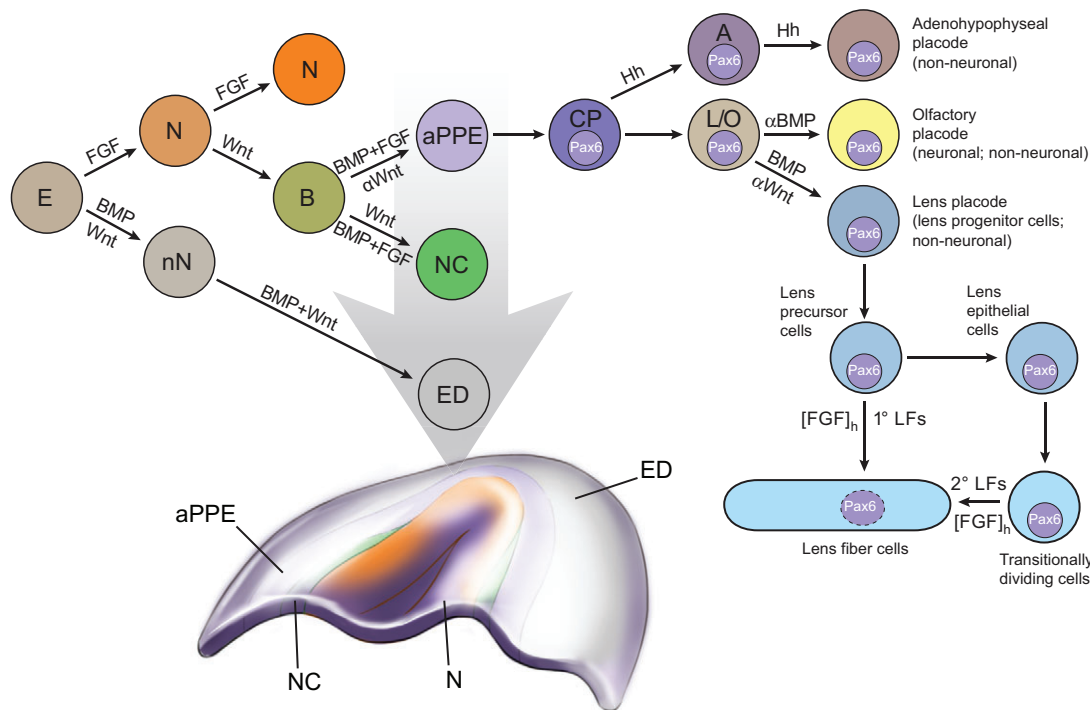 N
FGF
N
FGF
E
BMP
Wnt
nN
Wnt
B
BMP+FGF
αWnt
aPPE
Wnt
BMP+FGF
NC
BMP+Wnt
ED
CP
Pax6
Hh
A
Pax6
Hh
Pax6
Adenohypophyseal
placode
(non-neuronal)
L/O
Pax6
αBMP
Pax6
Olfactory
placode
(neuronal; non-neuronal)
BMP
αWnt
Pax6
Lens placode
(lens progenitor cells;
non-neuronal)
Lens
precursor
cells
Pax6
Lens
epithelial
cells
Pax6
[FGF]h
1° LFs
Pax6
Lens fiber cells
2° LFs
[FGF]h
Pax6
Transitionally
dividing cells
aPPE
ED
NC
N